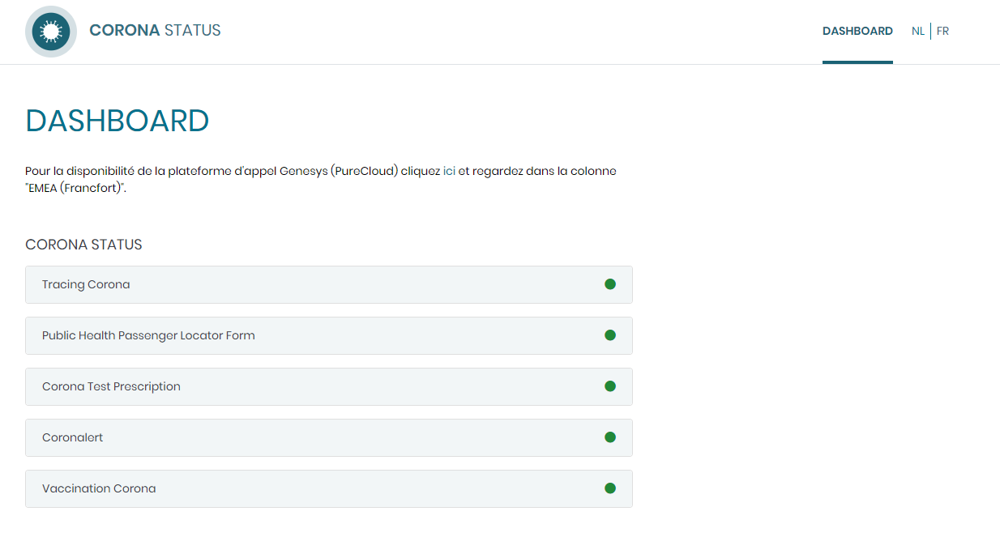 CORONA STATUS
DASHBOARD
NL
FR
DASHBOARD
Pour la disponibilité de la plateforme d'appel Genesys (PureCloud) cliquez ici et regardez dans la colonne
"EMEA (Francfort)".
CORONA STATUS
Tracing Corona
Public Health Passenger Locator Form
Corona Test Prescription
Coronalert
Vaccination Corona